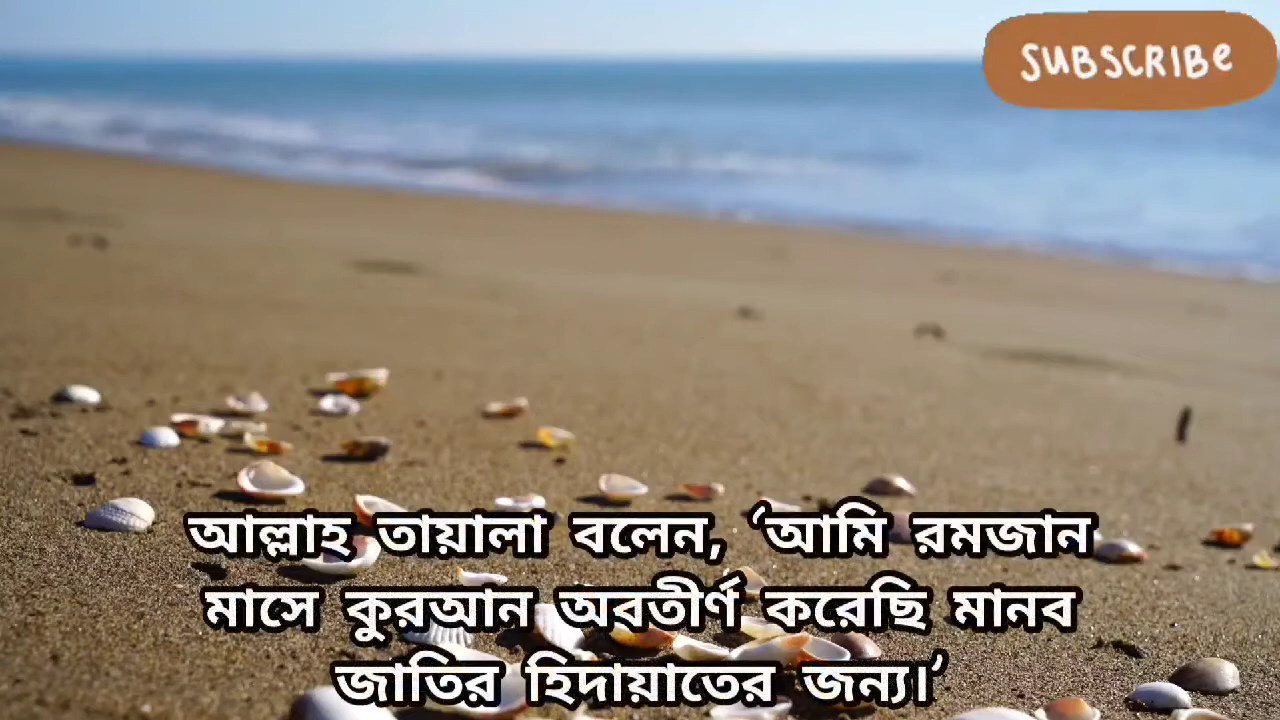 SUBSCRIBE
আল্লাহ তায়ালা বলেন, ‘আমি রমজান
মাসে কুরআন অবতীর্ণ করেছি মানব
জাতির হিদায়াতের জন্য।’